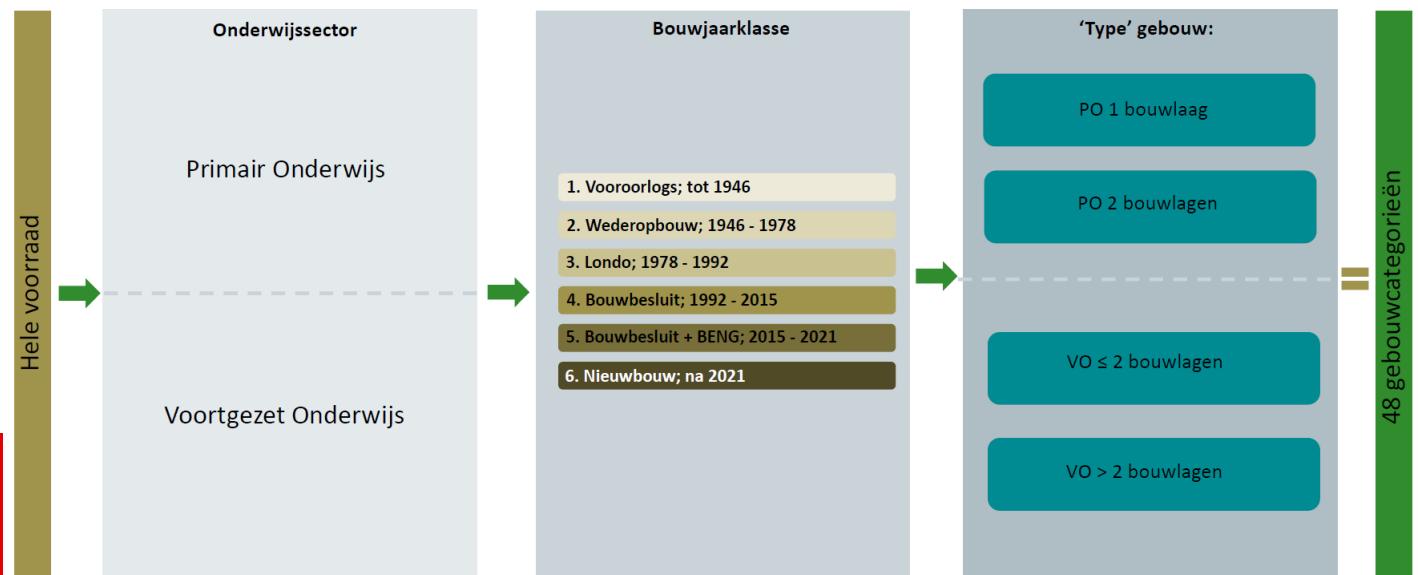 Hele voorraad
Onderwijssector
Primair Onderwijs
Voortgezet Onderwijs
Bouwjaarklasse
1. Vooroorlogs; tot 1946
2. Wederopbouw; 1946 - 1978
3. Londo; 1978 - 1992
4. Bouwbesluit; 1992 - 2015
5. Bouwbesluit + BENG; 2015 - 2021
6. Nieuwbouw; na 2021
‘Type’ gebouw:
PO 1 bouwlaag
PO 2 bouwlagen
VO ≤ 2 bouwlagen
VO > 2 bouwlagen
=
48 gebouwcategorieën